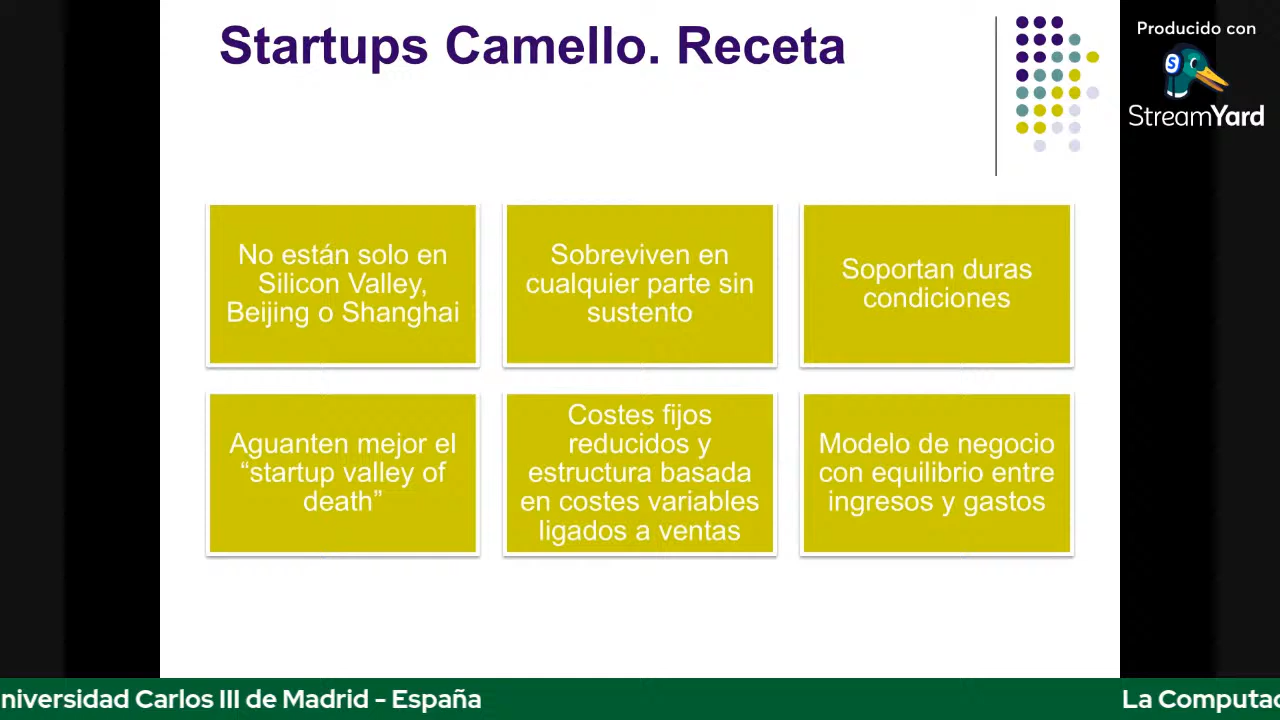 Startups Camello. Receta
Producido con
StreamYard
No están solo en
Silicon Valley,
Beijing o Shanghai
Sobreviven en
cualquier parte sin
sustento
Soportan duras
condiciones
Aguanten mejor el
“startup valley of
death”
Costes fijos
reducidos y
estructura basada
en costes variables
ligados a ventas
Modelo de negocio
con equilibrio entre
ingresos y gastos
niversidad Carlos III de Madrid - España
La Computac